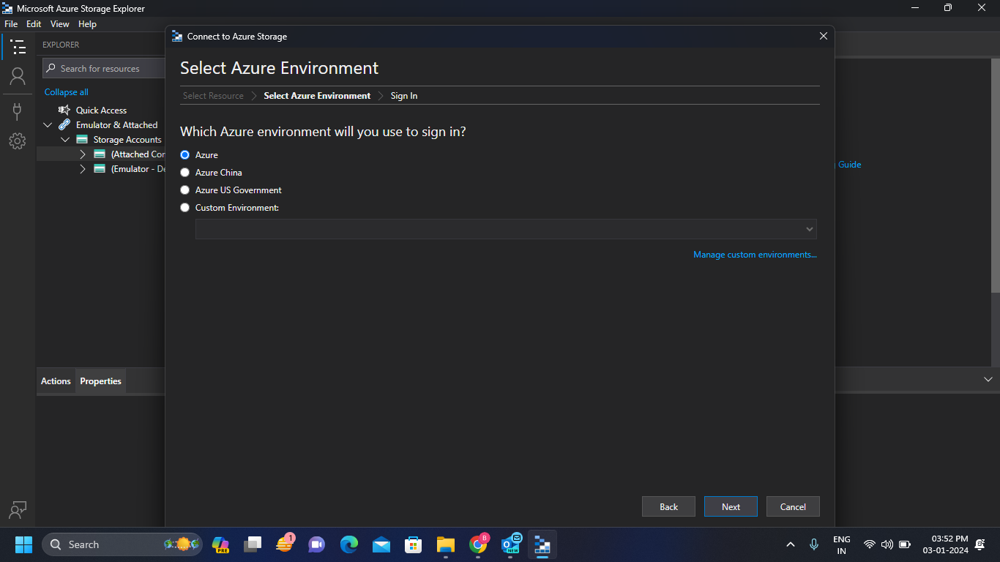 Microsoft Azure Storage Explorer
File Edit View Help
EXPLORER
Search for resources
Collapse all
Quick Access
Emulator & Attached
Storage Accounts
(Attached Con
(Emulator - De
Actions Properties
Connect to Azure Storage
Select Azure Environment
Select Resource Select Azure Environment Sign In
Which Azure environment will you use to sign in?
Azure
Azure China
Azure US Government
Custom Environment:
Manage custom environments...
Back Next Cancel
Guide
Search
PRE
1
8
NEW
ENG
IN
03:52 PM
03-01-2024